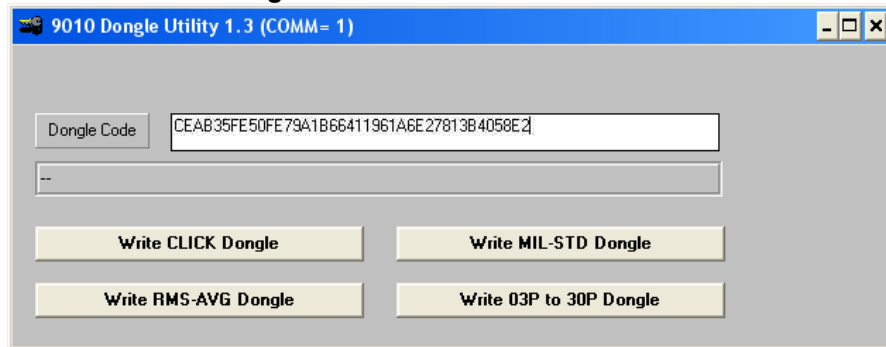 9010 Dongle Utility 1.3 (COMM= 1)
Dongle Code
CEAB35FE50FE79A1B66411961A6E27813B4058E2
--
Write CLICK Dongle
Write MIL-STD Dongle
Write RMS-AVG Dongle
Write 03P to 30P Dongle